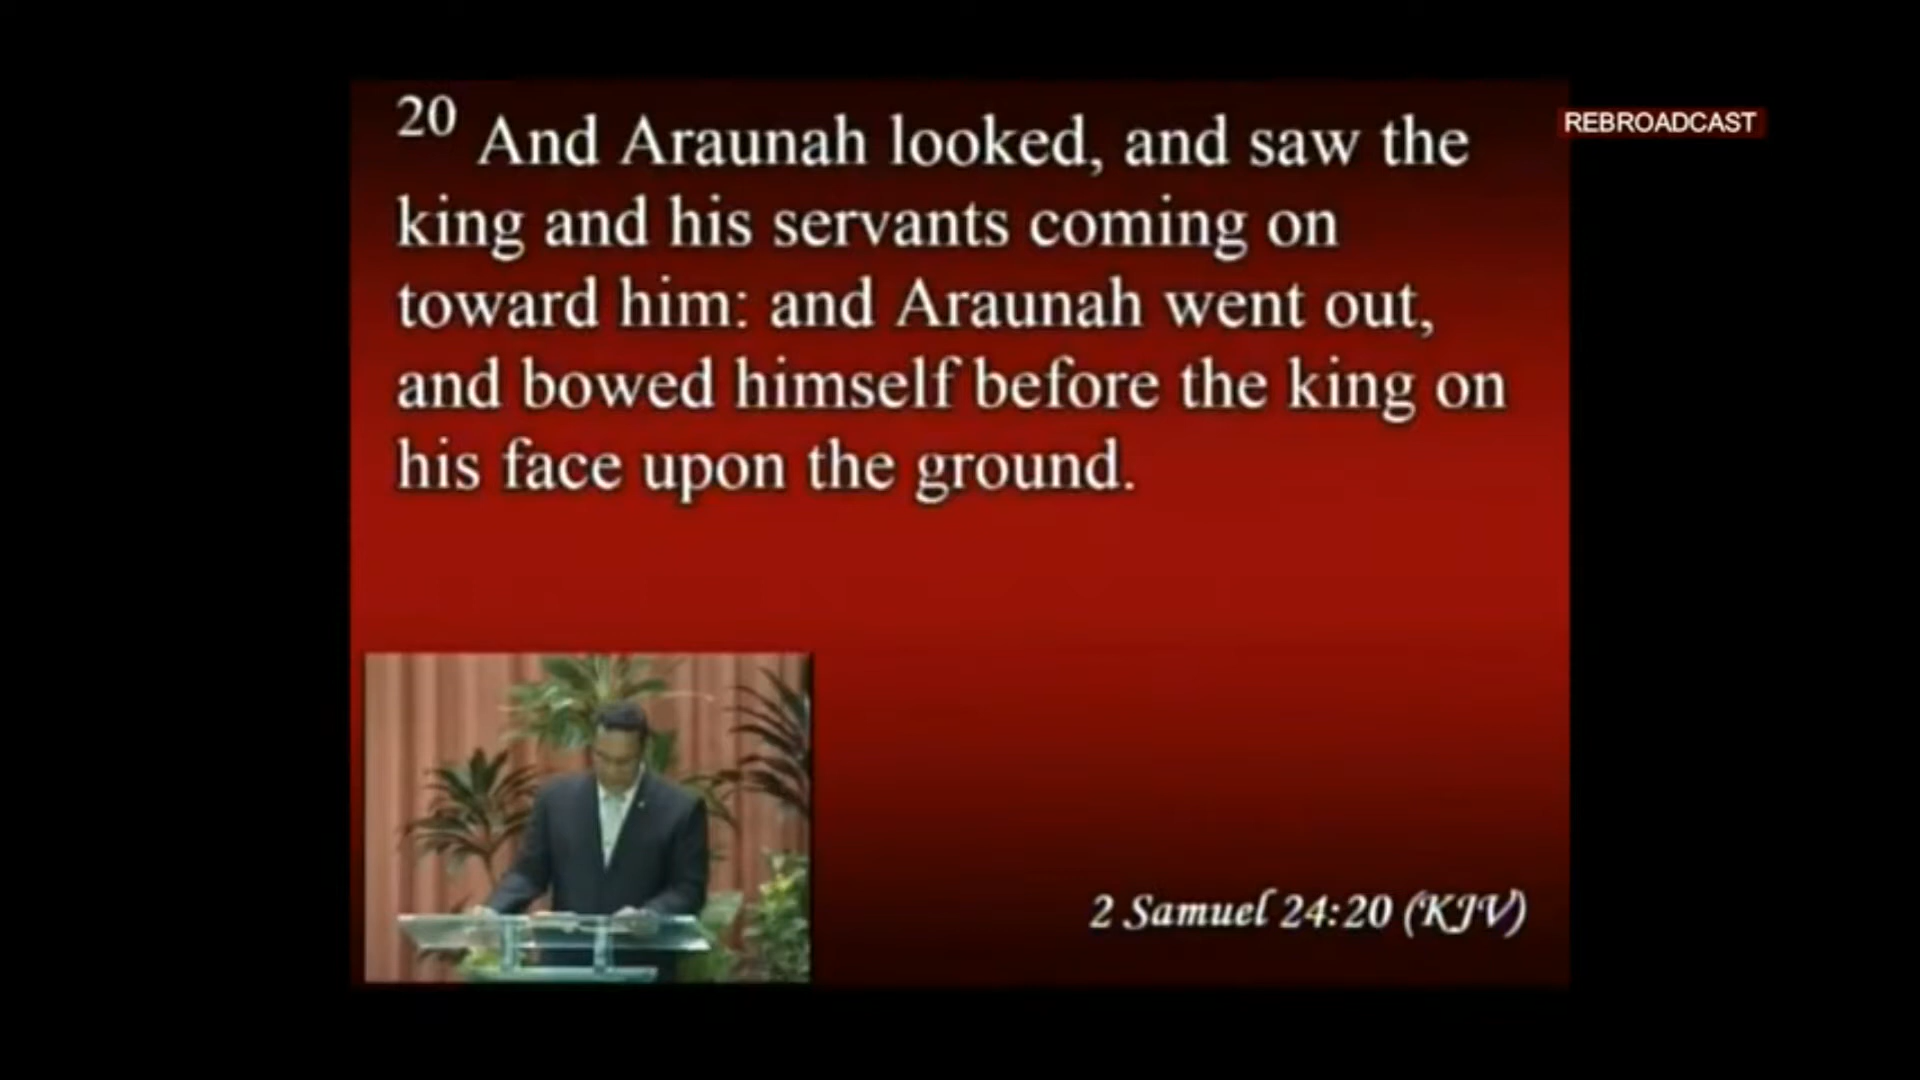 20 And Araunah looked, and saw the
king and his servants coming on
toward him: and Araunah went out,
and bowed himself before the king on
his face upon the ground.
2 Samuel 24:20 (KJV)
REBROADCAST